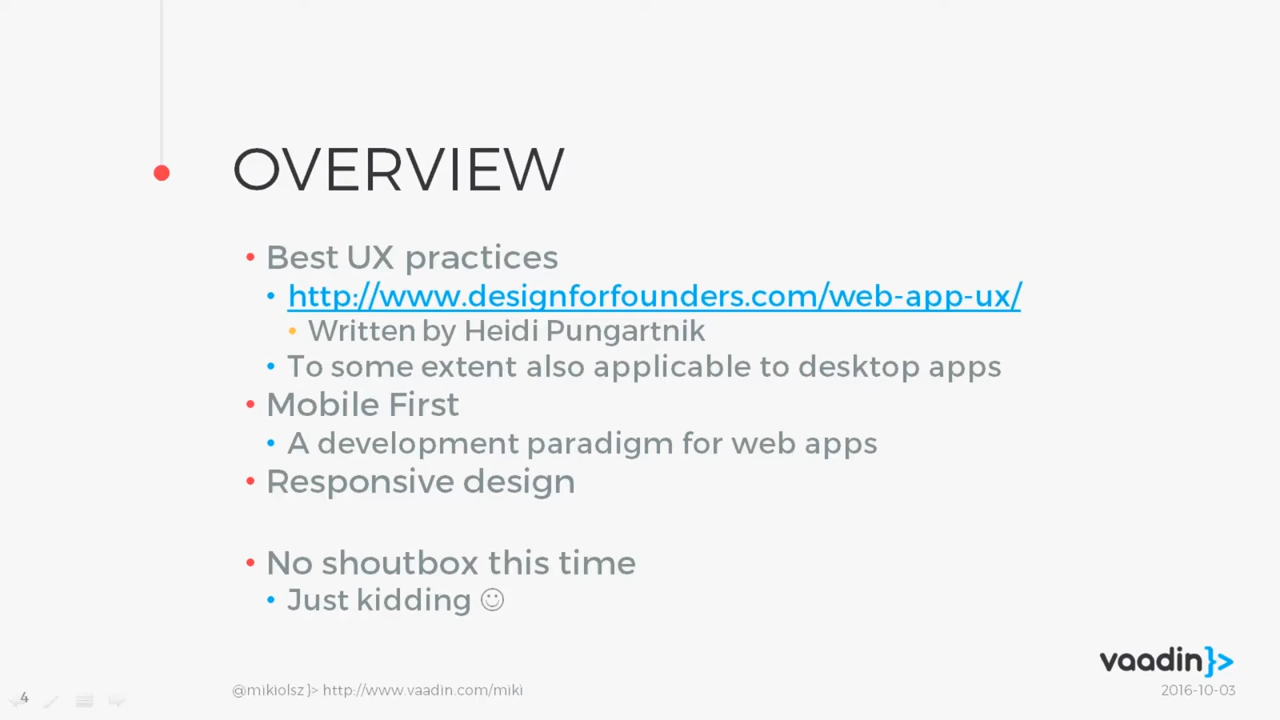 OVERVIEW
• Best UX practices
• http://www.designforfounders.com/web-app-ux/
• Written by Heidi Pungartnik
• To some extent also applicable to desktop apps
• Mobile First
• A development paradigm for web apps
• Responsive design
• No shoutbox this time
• Just kidding ☺
vaadin}>
4
@mikiolsz }> http://www.vaadin.com/miki
2016-10-03